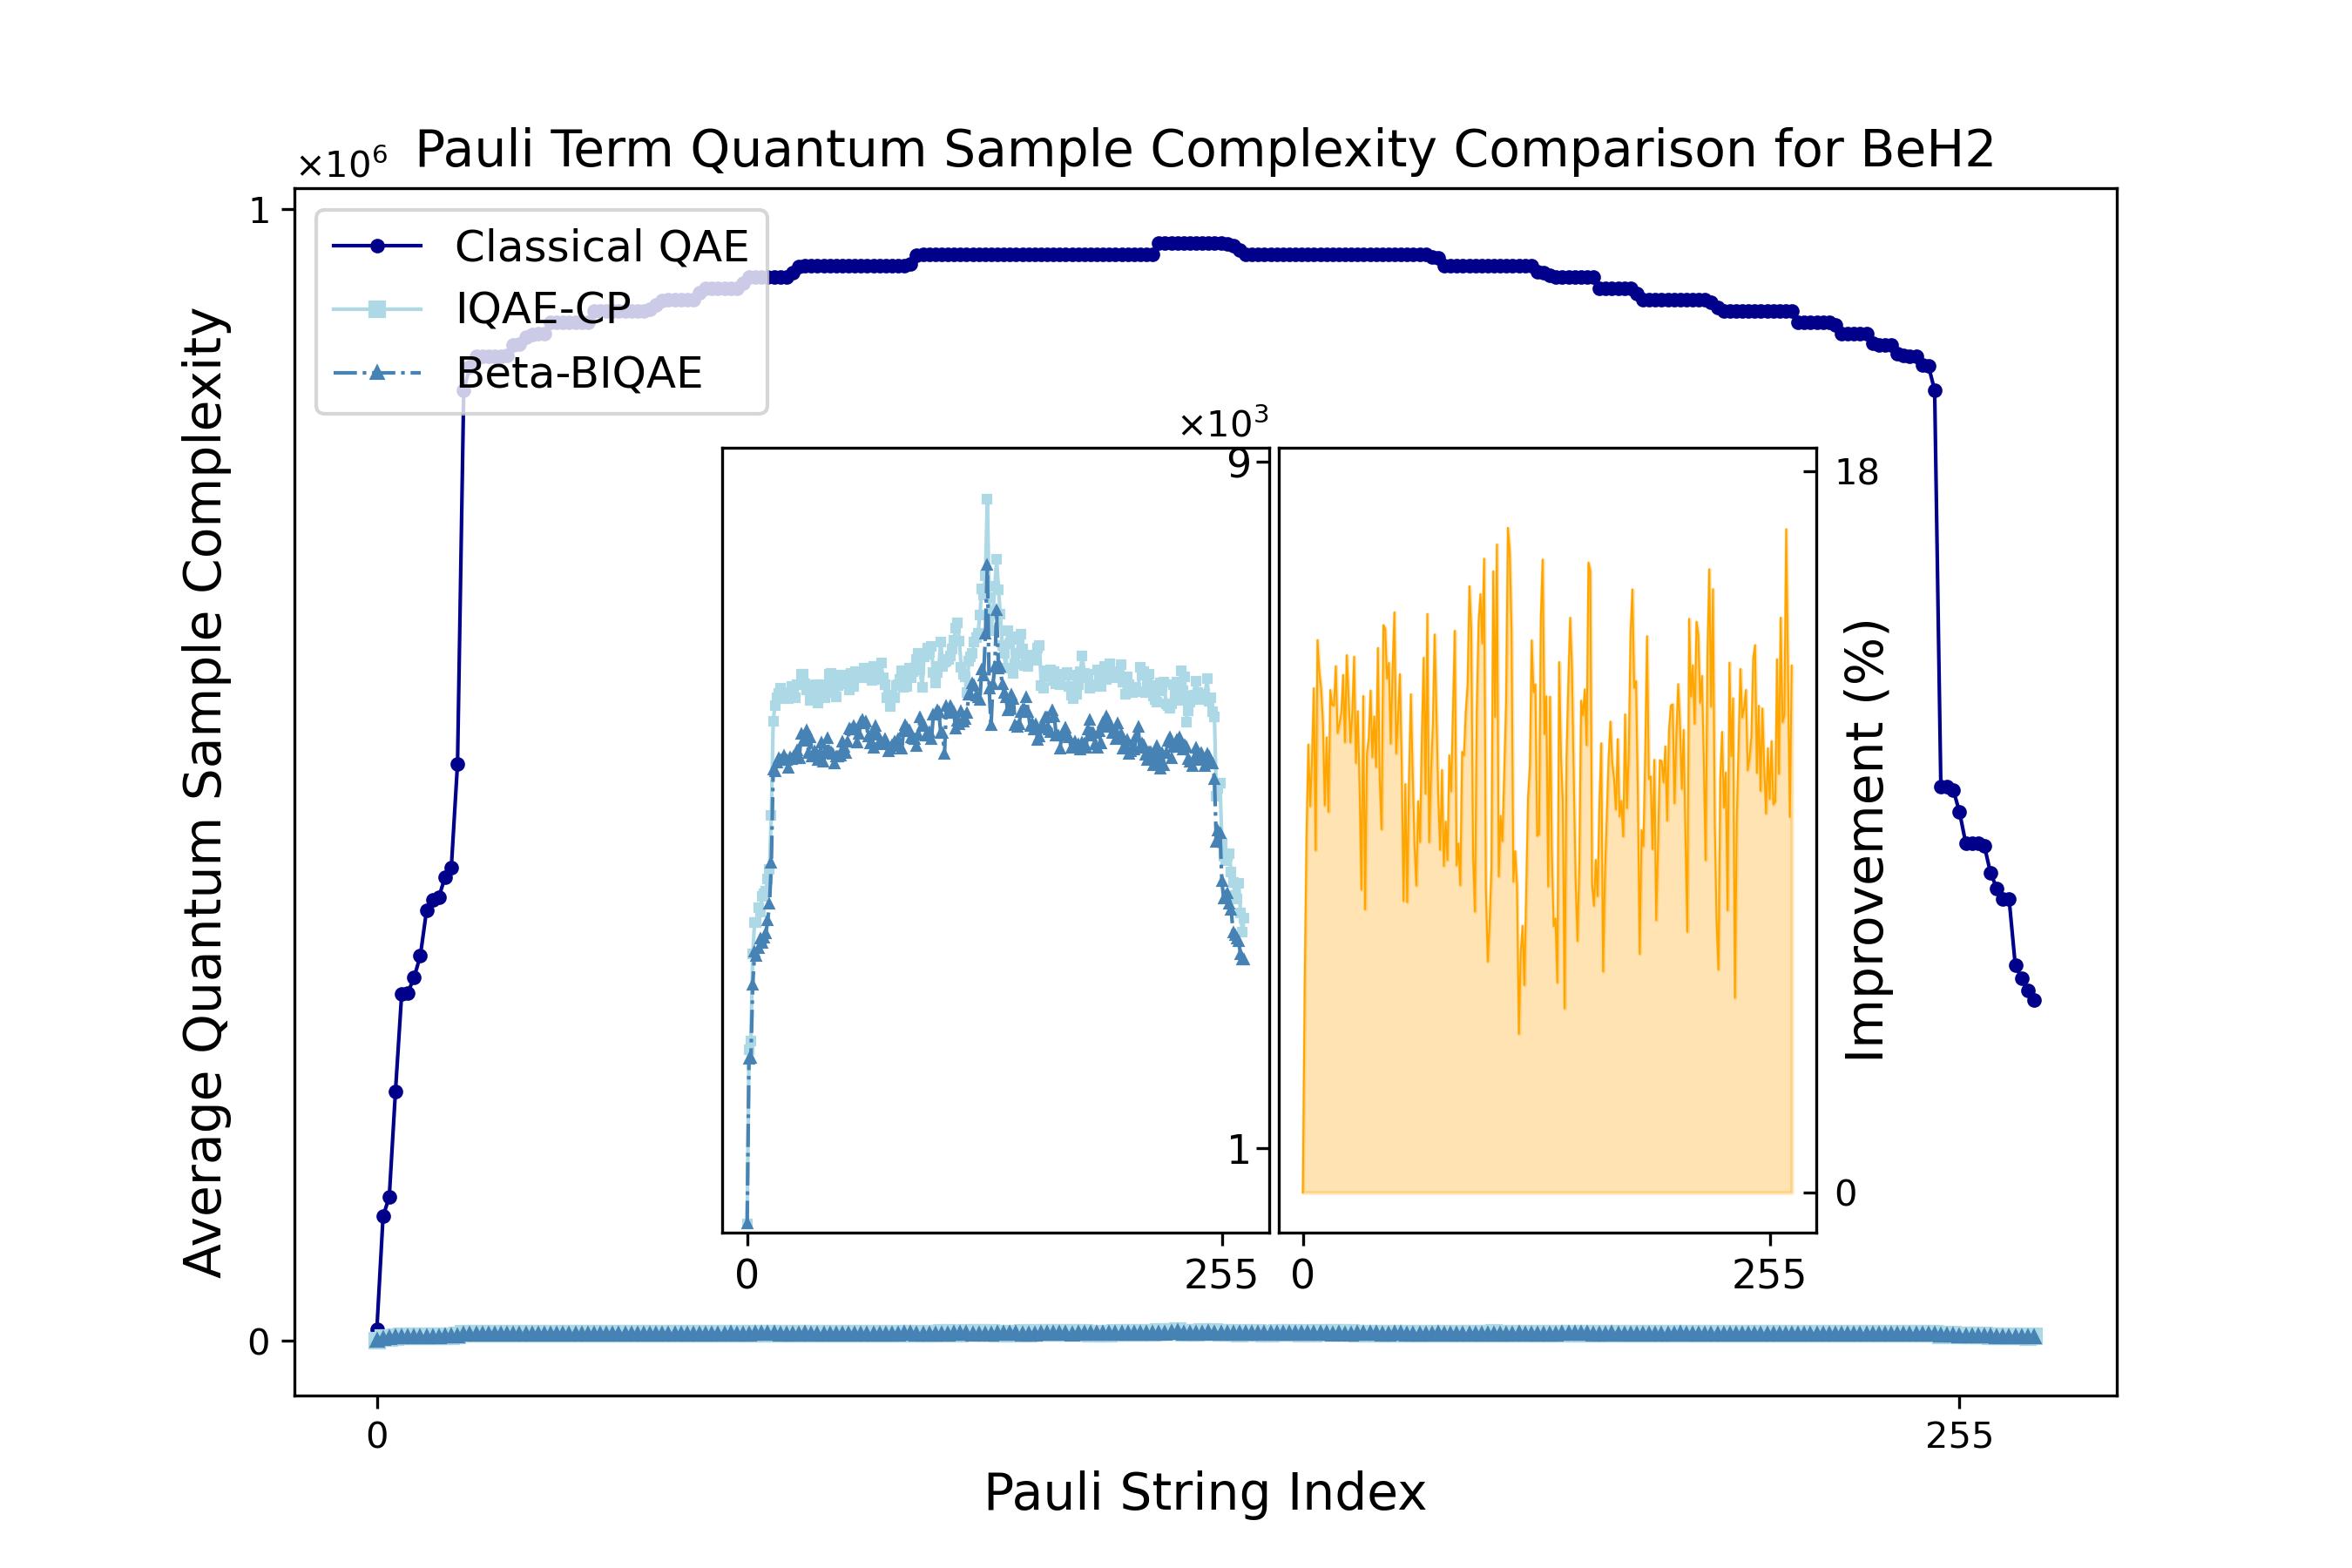 Pauli Term Quantum Sample Complexity Comparison for BeH2
×10⁶
1
0
Average Quantum Sample Complexity
Classical QAE
IQAE-CP
Beta-BIQAE
×10³
9
1
0
255
18
0
Improvement (%)
0
255
0
255
Pauli String Index